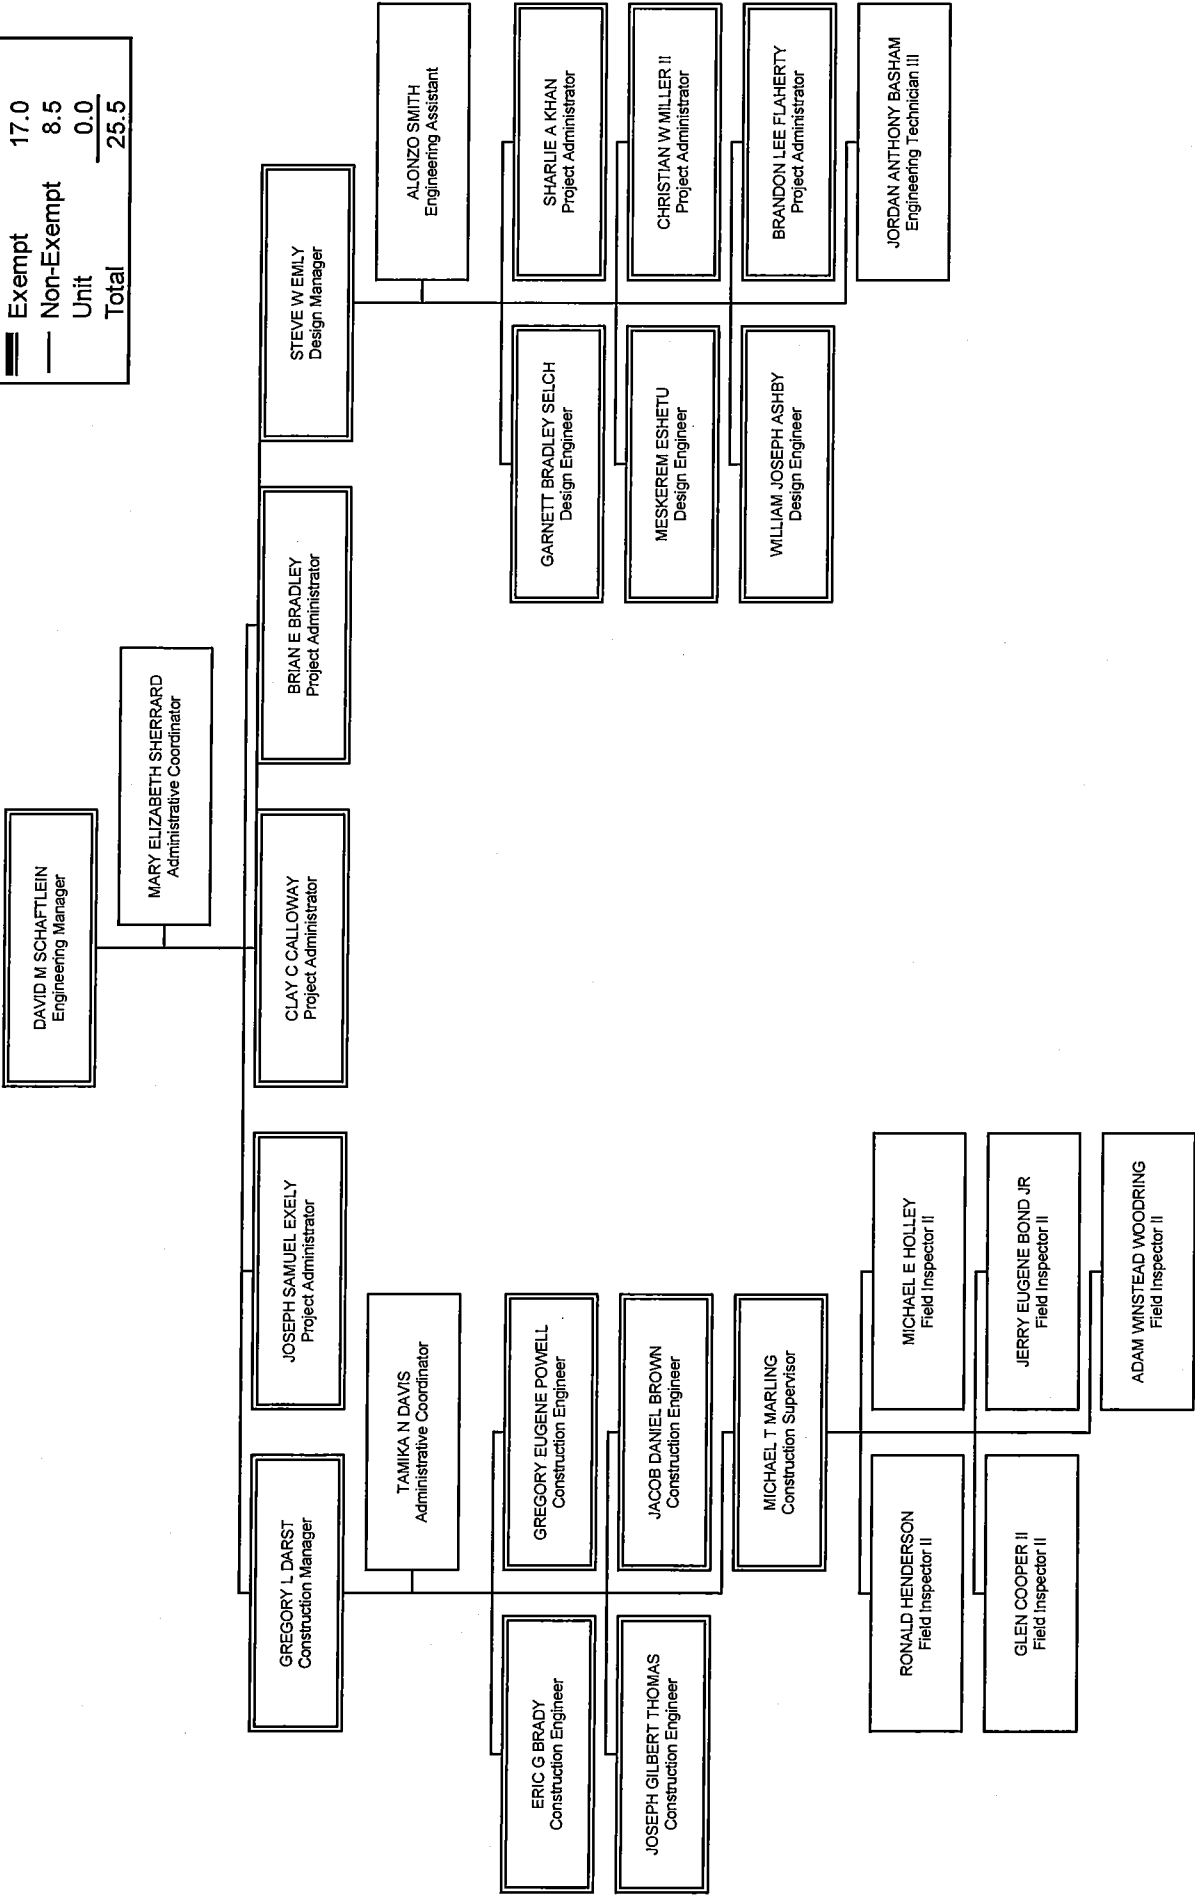 Exempt 17.0
Non-Exempt 8.5
Unit 0.0
Total 25.5
DAVID M SCHAFTLEIN
Engineering Manager
MARY ELIZABETH SHERRARD
Administrative Coordinator
GREGORY L DARST
Construction Manager
JOSEPH SAMUEL EXELY
Project Administrator
CLAY C CALLOWAY
Project Administrator
BRIAN E BRADLEY
Project Administrator
STEVE W EMLY
Design Manager
TAMIKA N DAVIS
Administrative Coordinator
ERIC G BRADY
Construction Engineer
GREGORY EUGENE POWELL
Construction Engineer
JOSEPH GILBERT THOMAS
Construction Engineer
JACOB DANIEL BROWN
Construction Engineer
MICHAEL T MARLING
Construction Supervisor
RONALD HENDERSON
Field Inspector II
MICHAEL E HOLLEY
Field Inspector II
GLEN COOPER II
Field Inspector II
JERRY EUGENE BOND JR
Field Inspector II
ADAM WINSTEAD WOODRING
Field Inspector II
ALONZO SMITH
Engineering Assistant
GARNETT BRADLEY SELCH
Design Engineer
SHARLIE A KHAN
Project Administrator
MESKEREM ESHETU
Design Engineer
CHRISTIAN W MILLER II
Project Administrator
WILLIAM JOSEPH ASHBY
Design Engineer
BRANDON LEE FLAHERTY
Project Administrator
JORDAN ANTHONY BASHAM
Engineering Technician III